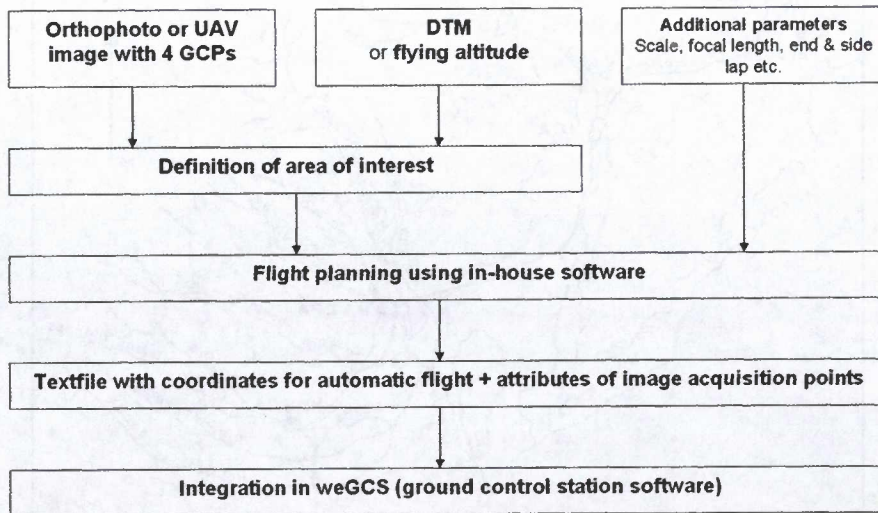 Orthophoto or UAV
image with 4 GCPs
DTM
or flying altitude
Additional parameters
Scale, focal length, end & side
lap etc.
Definition of area of interest
Flight planning using in-house software
Textfile with coordinates for automatic flight + attributes of image acquisition points
Integration in weGCS (ground control station software)